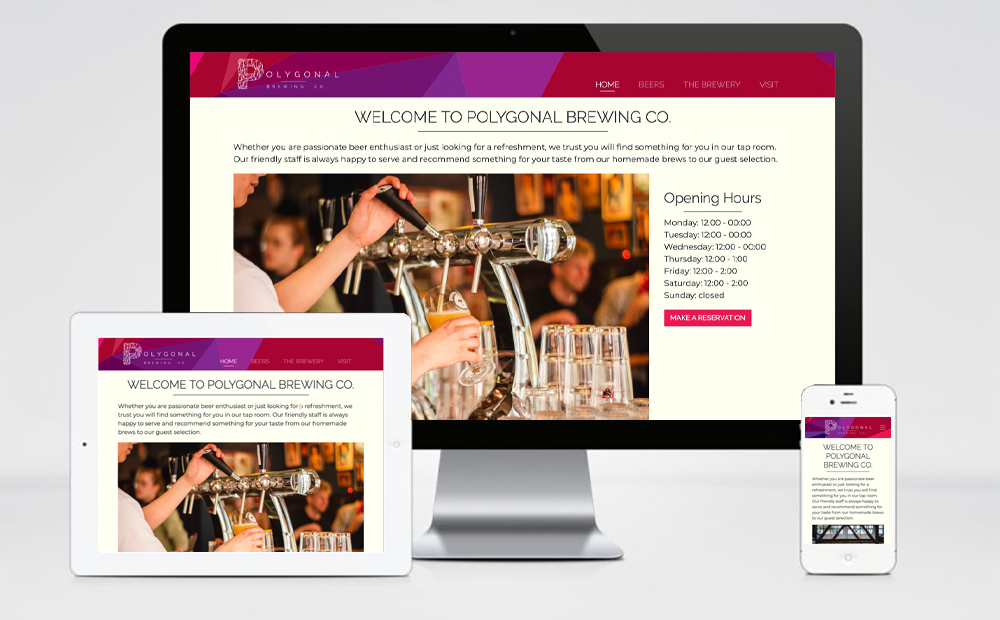 POLYGONAL
BREWING CO.
HOME BEERS THE BREWERY VISIT
WELCOME TO POLYGONAL BREWING CO.
Whether you are passionate beer enthusiast or just looking for a refreshment, we trust you will find something for you in our tap room.
Our friendly staff is always happy to serve and recommend something for your taste from our homemade brews to our guest selection.
Opening Hours
Monday: 12:00 - 00:00
Tuesday: 12:00 - 00:00
Wednesday: 12:00 - 00:00
Thursday: 12:00 - 1:00
Friday: 12:00 - 2:00
Saturday: 12:00 - 2:00
Sunday: closed
MAKE A RESERVATION
POLYGONAL
BREWING CO.
HOME BEERS THE BREWERY VISIT
WELCOME TO POLYGONAL BREWING CO.
Whether you are passionate beer enthusiast or just looking for a refreshment, we
trust you will find something for you in our tap room. Our friendly staff is always
happy to serve and recommend something for your taste from our homemade
brews to our guest selection.
POLYGONAL
BREWING CO.
WELCOME TO
POLYGONAL
BREWING CO.
Whether you are passionate beer
enthusiast or just looking for a
refreshment, we trust you will find
something for you in our tap room.
Our friendly staff is always happy to
serve and recommend something for
your taste from our homemade brews
to our guest selection.